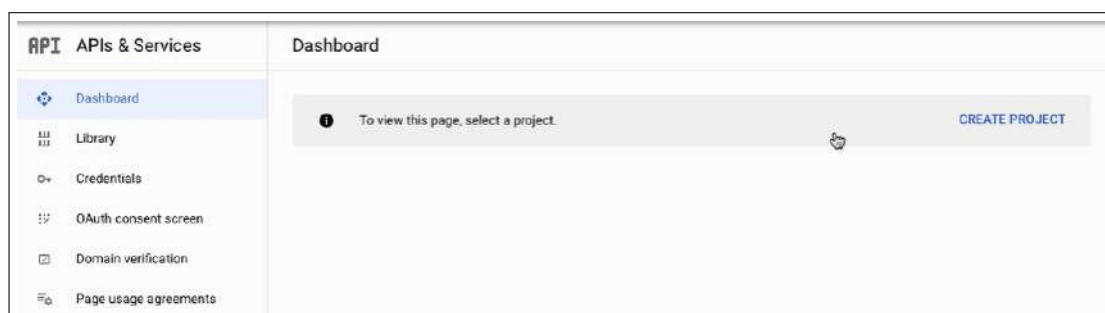 API APIs & Services
Dashboard
Dashboard
To view this page, select a project.
CREATE PROJECT
Library
Credentials
OAuth consent screen
Domain verification
Page usage agreements